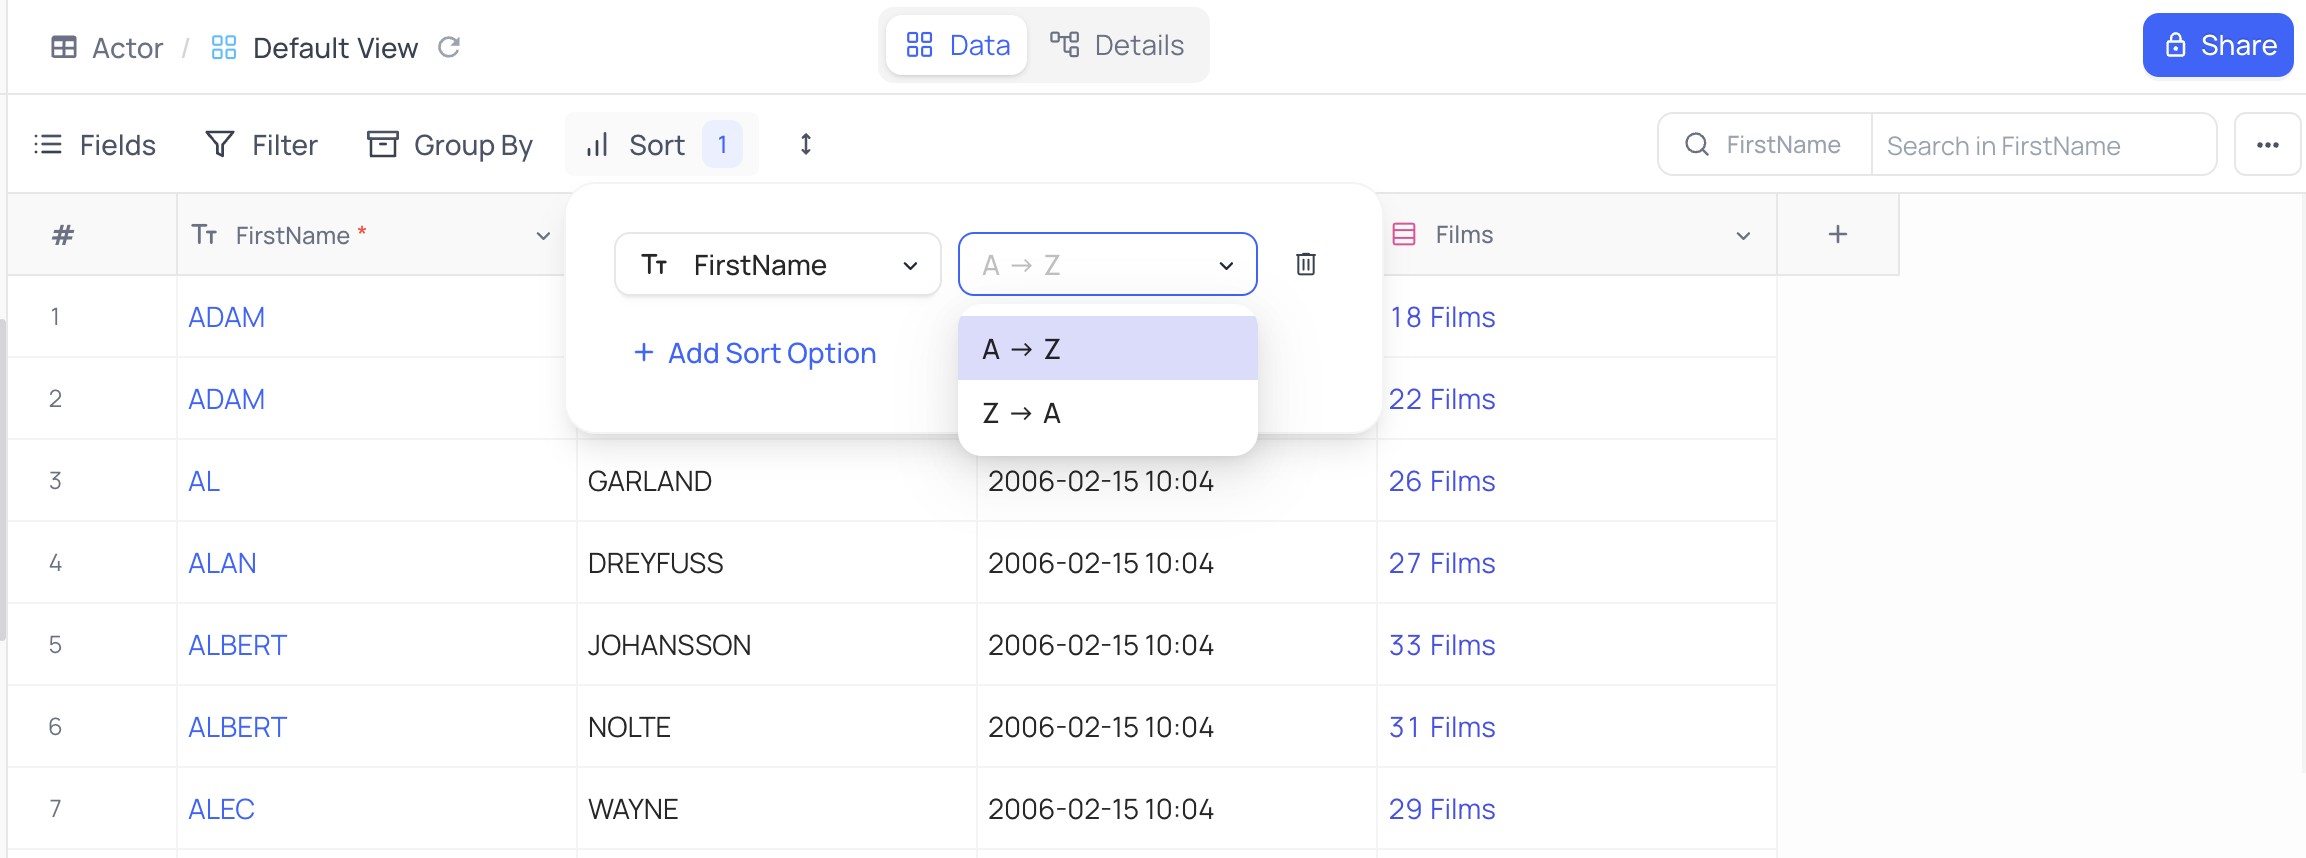 Actor / Default View
Data
Details
Share
Fields
Filter
Group By
Sort 1
FirstName
Search in FirstName
# FirstName * Films +
FirstName
A → Z
+ Add Sort Option
A → Z
Z → A
1 ADAM 18 Films
2 ADAM 22 Films
3 AL GARLAND 2006-02-15 10:04 26 Films
4 ALAN DREYFUSS 2006-02-15 10:04 27 Films
5 ALBERT JOHANSSON 2006-02-15 10:04 33 Films
6 ALBERT NOLTE 2006-02-15 10:04 31 Films
7 ALEC WAYNE 2006-02-15 10:04 29 Films